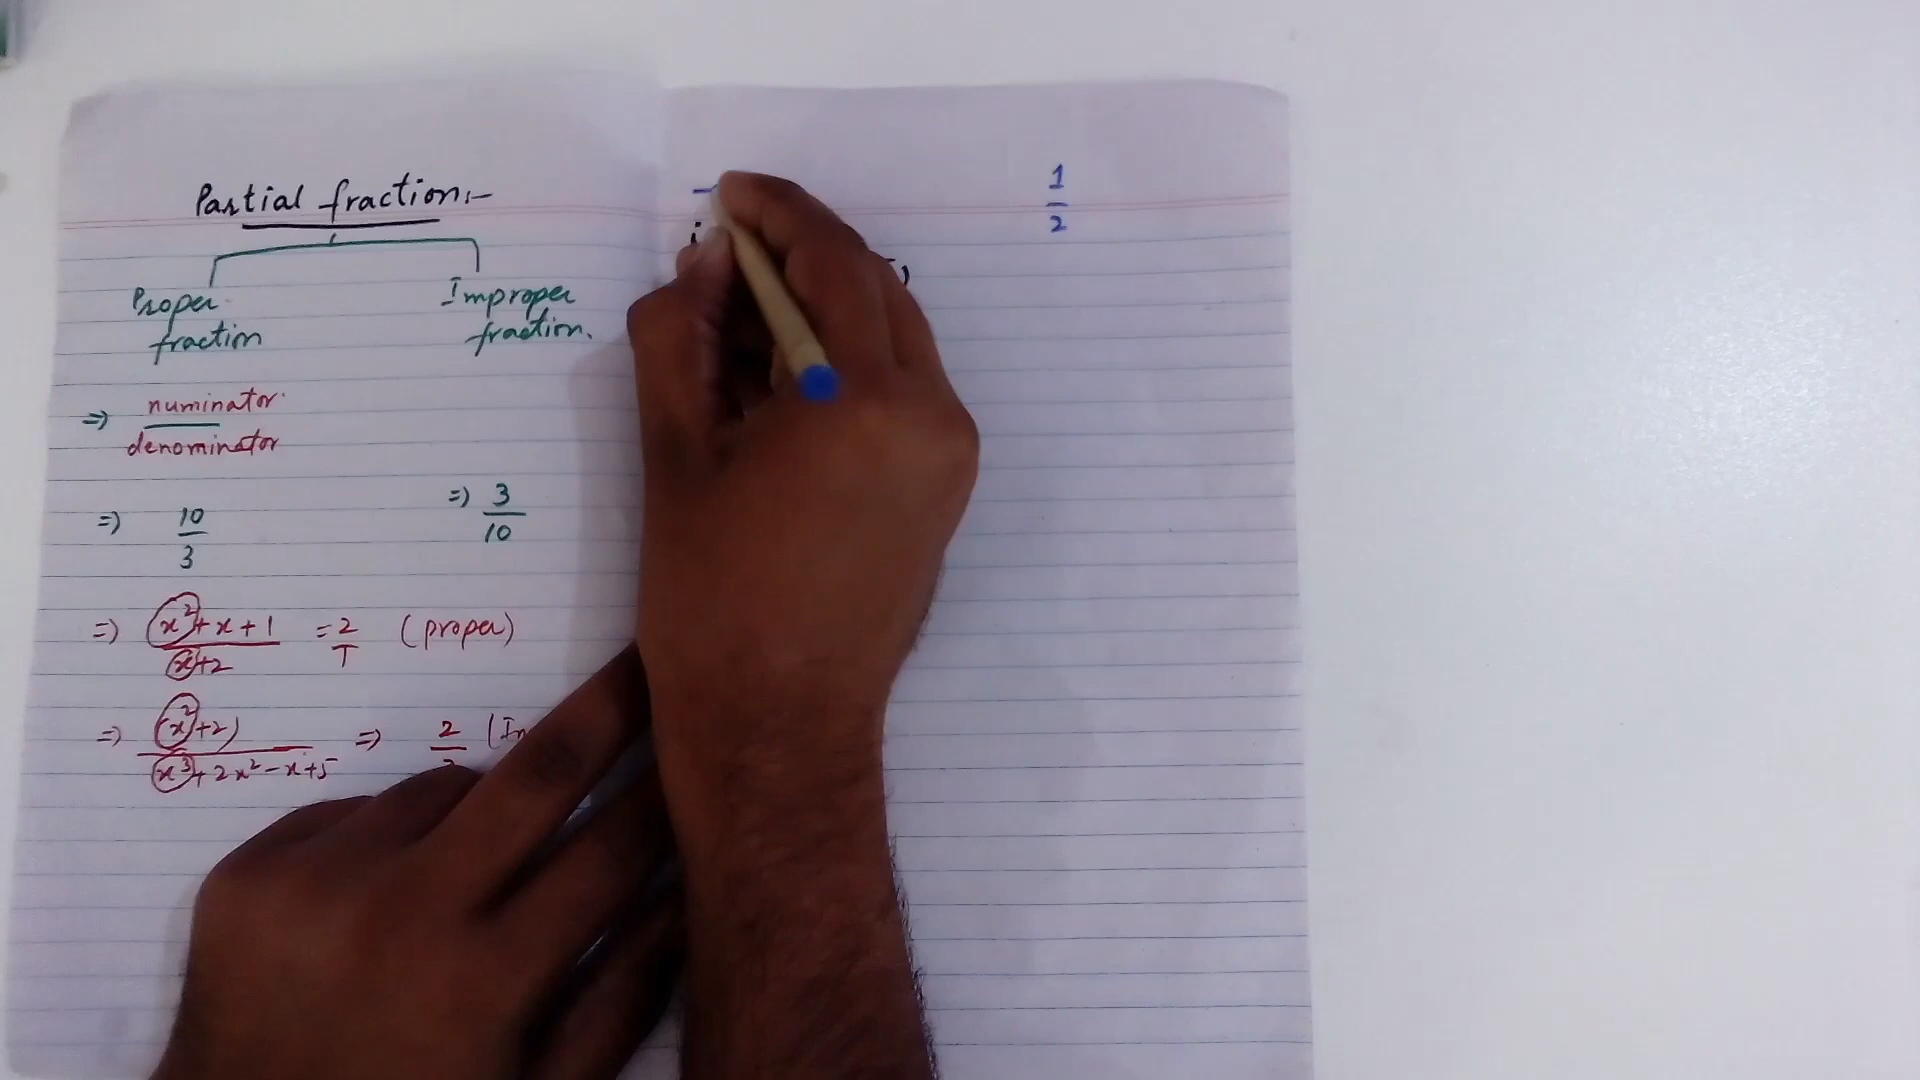 Partial fraction:-
Proper fraction
Improper fraction.
=> numinator
denominator
=> 10/3
=> 3/10
=> x²+x+1 / x+2 = 2/1 (proper)
=> (x²+2) / x³+2x²-x+5 => 2
1/2